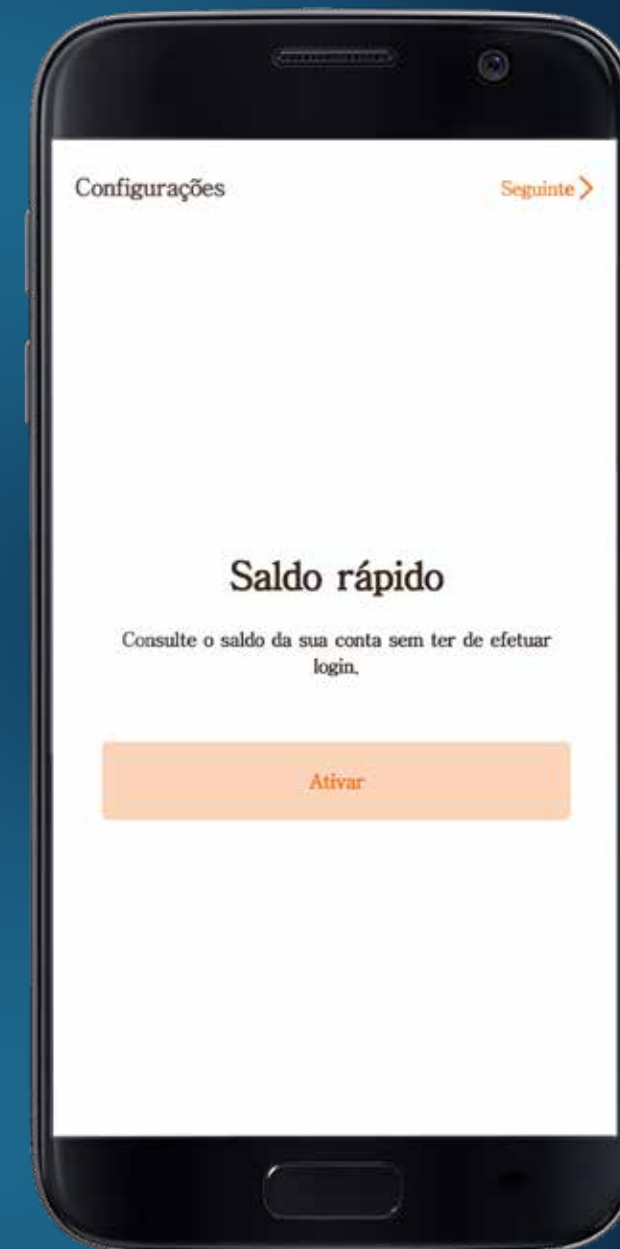 Configurações
Seguinte
Saldo rápido
Consulte o saldo da sua conta sem ter de efetuar
login.
Ativar